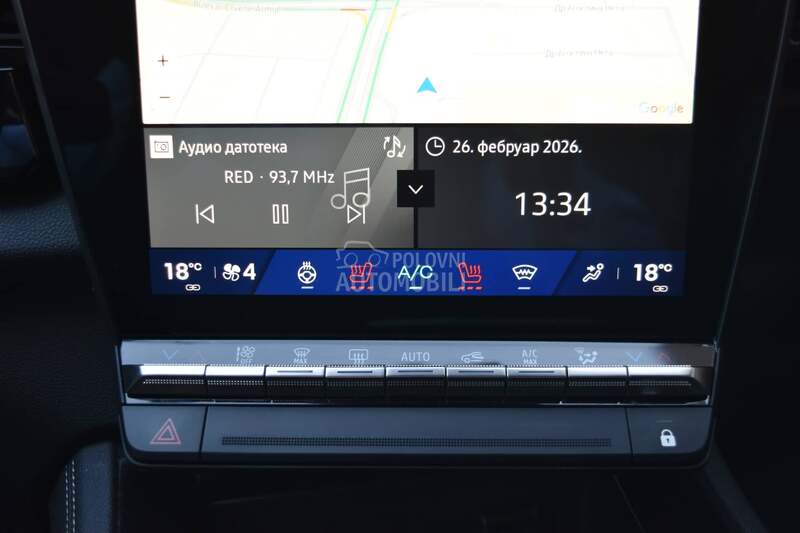 Google
Аудио датотека
26. фебруар 2026.
RED · 93,7 MHz
13:34
18°C
4
A/C
18°C
POLOVNI
AUTOMOBILI
OFF
MAX
AUTO
A/C
MAX